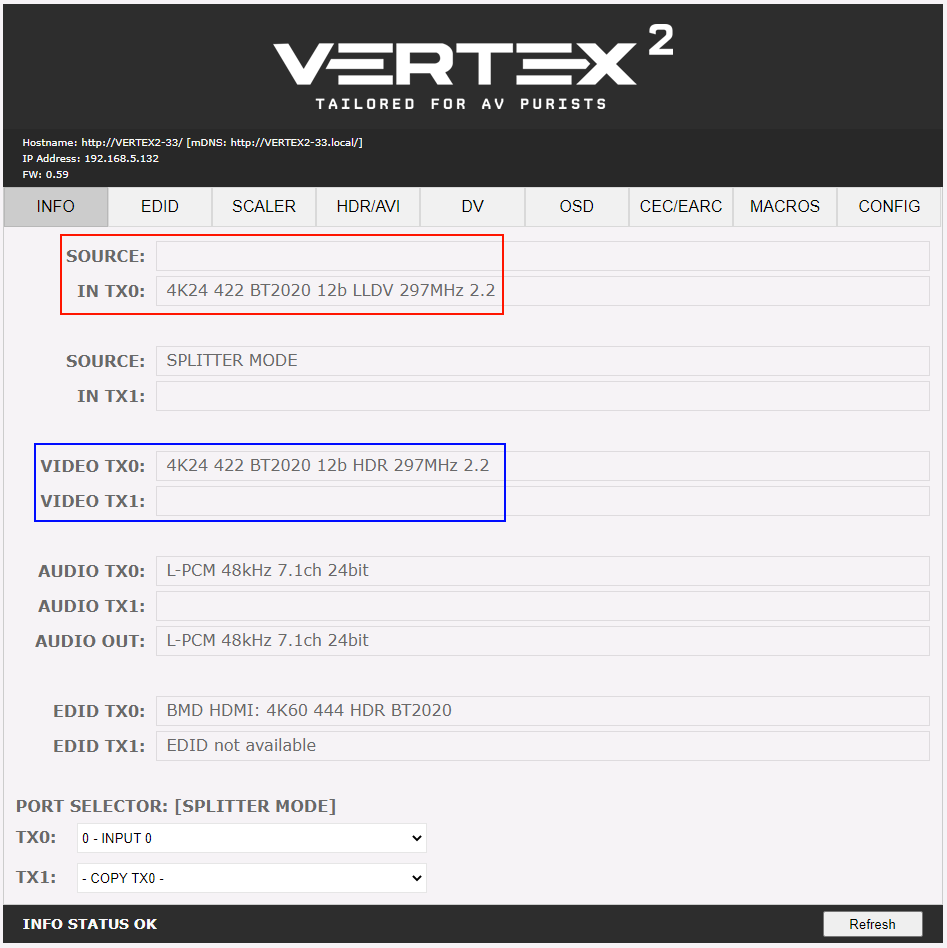 VERTEX2
TAILORED FOR AV PURISTS
Hostname: http://VERTEX2-33/ [mDNS: http://VERTEX2-33.local/]
IP Address: 192.168.5.132
FW: 0.59
INFO EDID SCALER HDR/AVI DV OSD CEC/EARC MACROS CONFIG
SOURCE:
IN TX0: 4K24 422 BT2020 12b LLDV 297MHz 2.2
SOURCE: SPLITTER MODE
IN TX1:
VIDEO TX0: 4K24 422 BT2020 12b HDR 297MHz 2.2
VIDEO TX1:
AUDIO TX0: L-PCM 48kHz 7.1ch 24bit
AUDIO TX1:
AUDIO OUT: L-PCM 48kHz 7.1ch 24bit
EDID TX0: BMD HDMI: 4K60 444 HDR BT2020
EDID TX1: EDID not available
PORT SELECTOR: [SPLITTER MODE]
TX0: 0 - INPUT 0
TX1: - COPY TX0 -
INFO STATUS OK Refresh